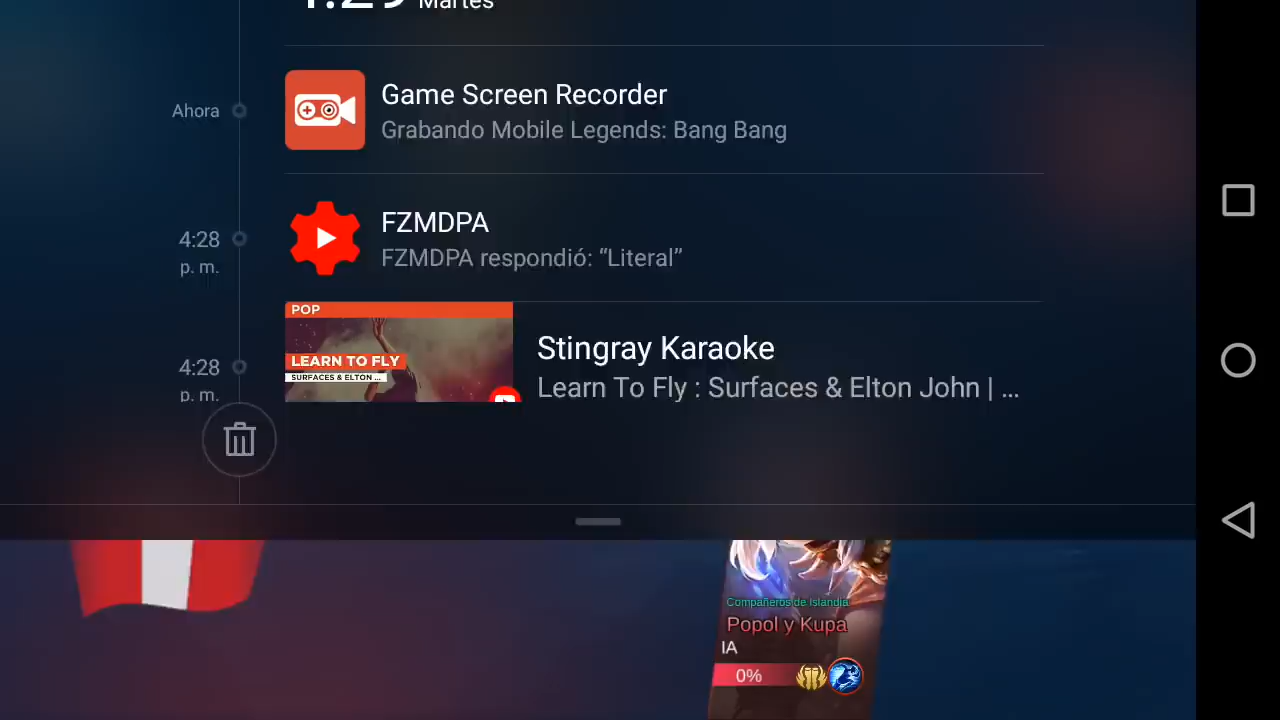 Martes
Ahora
Game Screen Recorder
Grabando Mobile Legends: Bang Bang
4:28
p. m.
FZMDPA
FZMDPA respondió: “Literal”
POP
LEARN TO FLY
SURFACES & ELTON ...
4:28
p. m.
Stingray Karaoke
Learn To Fly : Surfaces & Elton John | ...
Compañeros de Islandia
Popol y Kupa
IA
0%